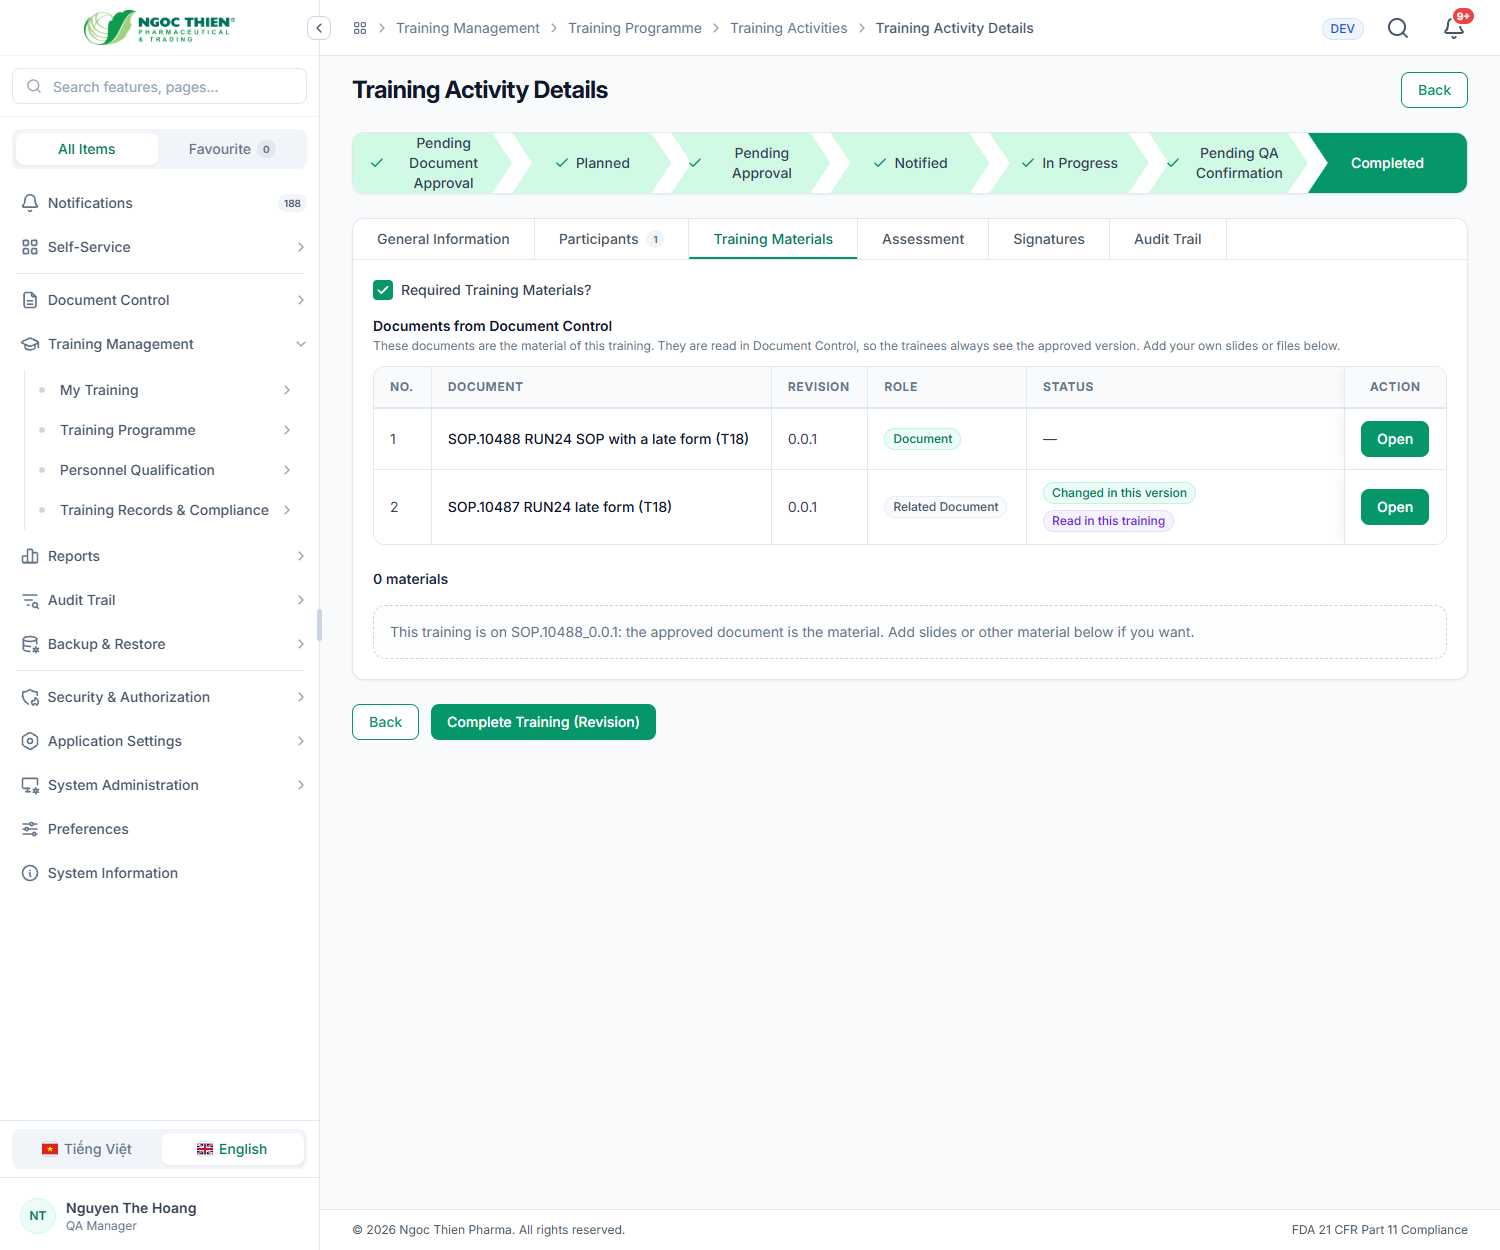 NGOC THIEN®
PHARMACEUTICAL
& TRADING
Search features, pages...
All Items
Favourite 0
Notifications 188
Self-Service
Document Control
Training Management
My Training
Training Programme
Personnel Qualification
Training Records & Compliance
Reports
Audit Trail
Backup & Restore
Security & Authorization
Application Settings
System Administration
Preferences
System Information
Tiếng Việt
English
NT
Nguyen The Hoang
QA Manager
Training Management
Training Programme
Training Activities
Training Activity Details
DEV
9+
Training Activity Details
Back
Pending
Document
Approval
Planned
Pending
Approval
Notified
In Progress
Pending QA
Confirmation
Completed
General Information
Participants 1
Training Materials
Assessment
Signatures
Audit Trail
Required Training Materials?
Documents from Document Control
These documents are the material of this training. They are read in Document Control, so the trainees always see the approved version. Add your own slides or files below.
NO. DOCUMENT REVISION ROLE STATUS ACTION
1 SOP.10488 RUN24 SOP with a late form (T18) 0.0.1 Document — Open
2 SOP.10487 RUN24 late form (T18) 0.0.1 Related Document Changed in this version Open
Read in this training
0 materials
This training is on SOP.10488_0.0.1: the approved document is the material. Add slides or other material below if you want.
Back
Complete Training (Revision)
© 2026 Ngoc Thien Pharma. All rights reserved.
FDA 21 CFR Part 11 Compliance